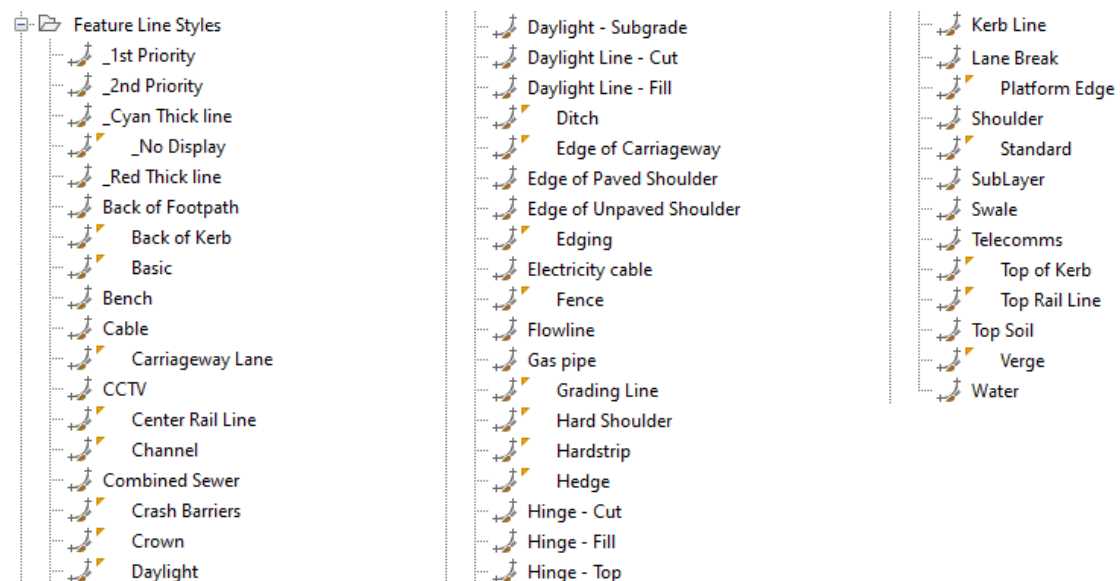 Feature Line Styles
_1st Priority
_2nd Priority
_Cyan Thick line
_No Display
_Red Thick line
Back of Footpath
Back of Kerb
Basic
Bench
Cable
Carriageway Lane
CCTV
Center Rail Line
Channel
Combined Sewer
Crash Barriers
Crown
Daylight
Daylight - Subgrade
Daylight Line - Cut
Daylight Line - Fill
Ditch
Edge of Carriageway
Edge of Paved Shoulder
Edge of Unpaved Shoulder
Edging
Electricity cable
Fence
Flowline
Gas pipe
Grading Line
Hard Shoulder
Hardstrip
Hedge
Hinge - Cut
Hinge - Fill
Hinge - Top
Kerb Line
Lane Break
Platform Edge
Shoulder
Standard
SubLayer
Swale
Telecomms
Top of Kerb
Top Rail Line
Top Soil
Verge
Water